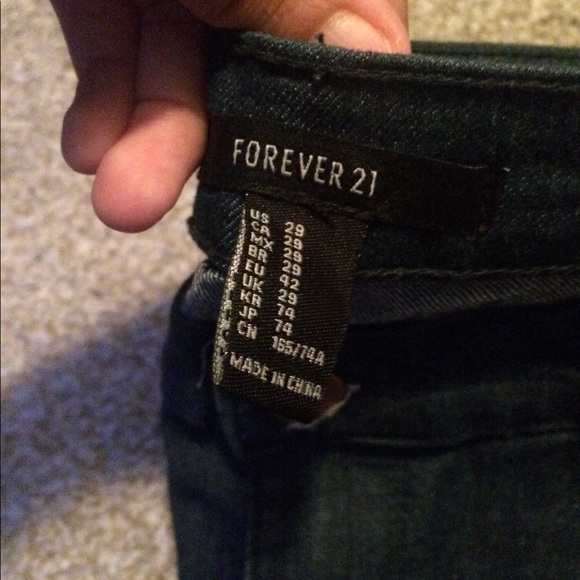 FOREVER 21
US 29
CA 29
MX 29
BR 29
EU 42
UK 29
KR 74
JP 74
CN 165/74A
MADE IN CHINA